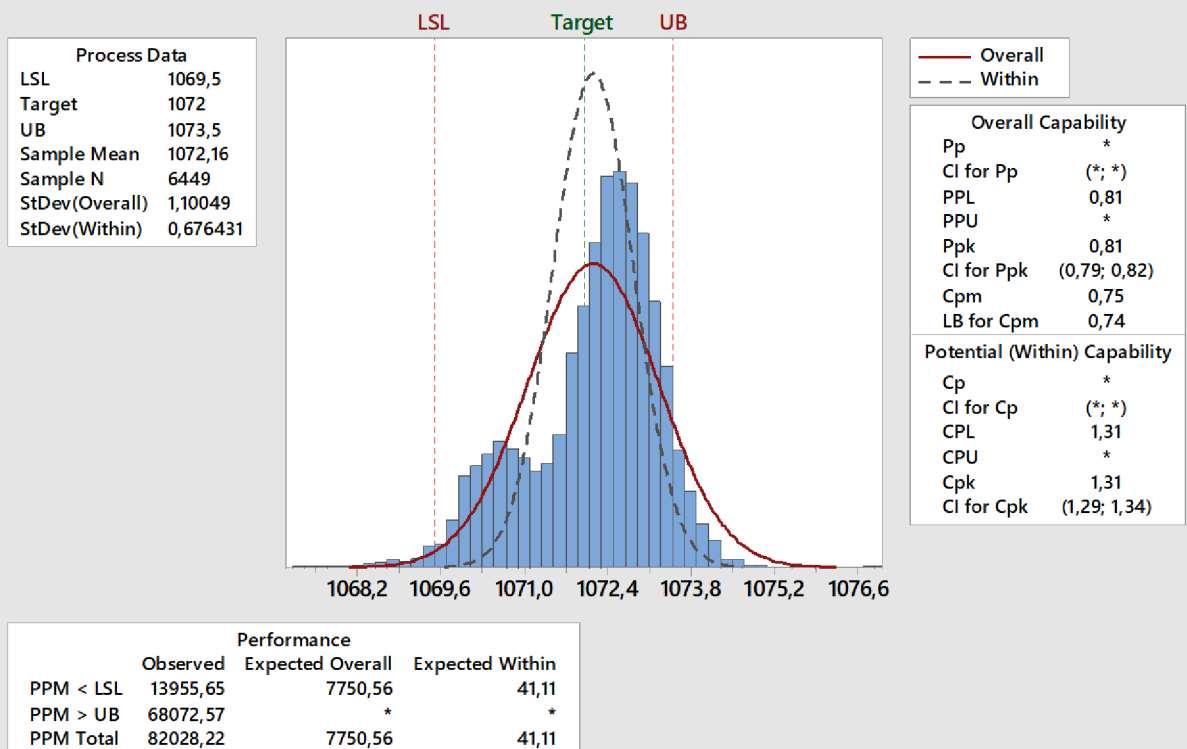 LSL Target UB
Process Data
LSL 1069,5
Target 1072
UB 1073,5
Sample Mean 1072,16
Sample N 6449
StDev(Overall) 1,10049
StDev(Within) 0,676431
Overall
Within
Overall Capability
Pp *
CI for Pp (*; *)
PPL 0,81
PPU *
Ppk 0,81
CI for Ppk (0,79; 0,82)
Cpm 0,75
LB for Cpm 0,74
Potential (Within) Capability
Cp *
CI for Cp (*; *)
CPL 1,31
CPU *
Cpk 1,31
CI for Cpk (1,29; 1,34)
1068,2 1069,6 1071,0 1072,4 1073,8 1075,2 1076,6
Performance
Observed Expected Overall Expected Within
PPM < LSL 13955,65 7750,56 41,11
PPM > UB 68072,57 * *
PPM Total 82028,22 7750,56 41,11